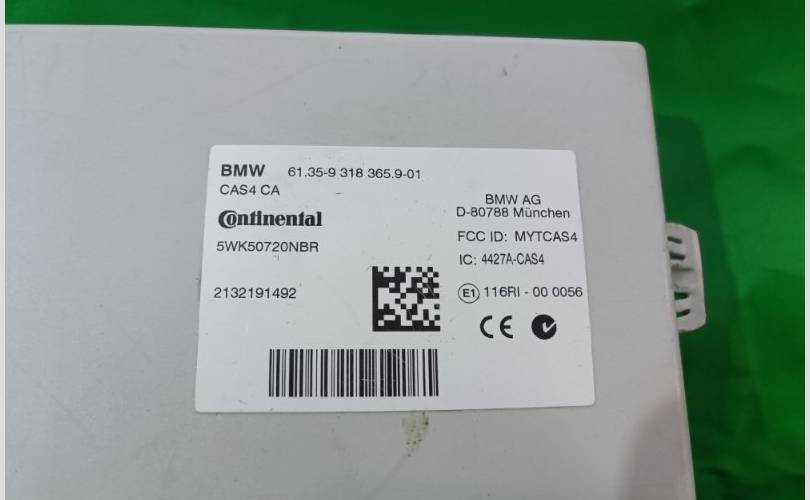 BMW 61.35-9 318 365.9-01
CAS4 CA
Continental
5WK50720NBR
2132191492
BMW AG
D-80788 München
FCC ID: MYTCAS4
IC: 4427A-CAS4
E1 116RI - 00 0056
CE